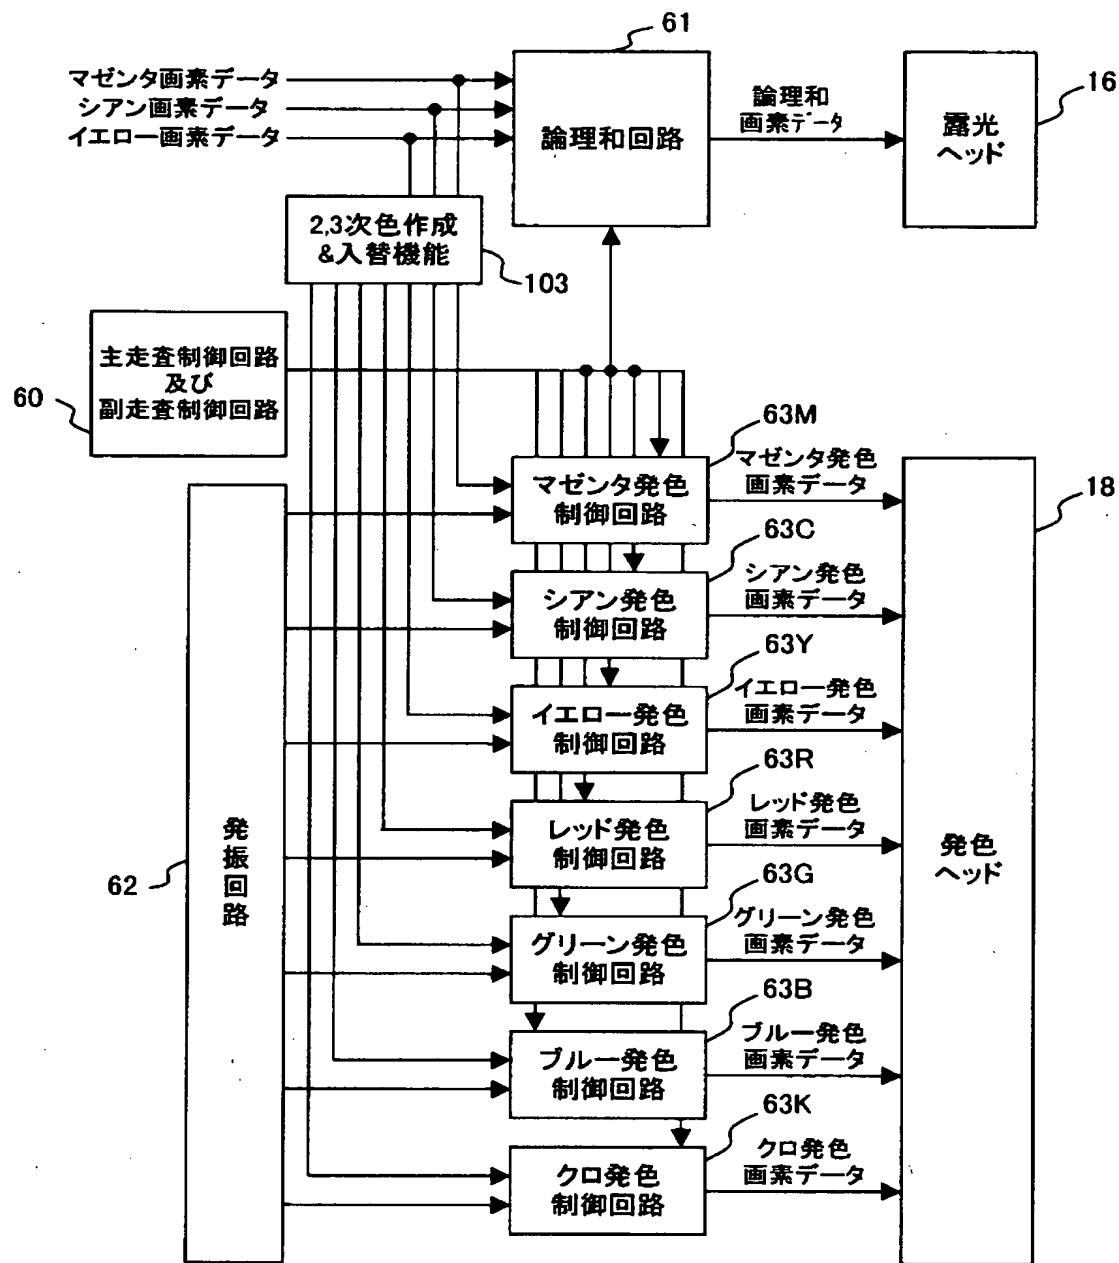 61
マゼンタ画素データ
シアン画素データ
イエロー画素データ
論理和回路
論理和
画素データ
露光
ヘッド
16
2,3次色作成
&入替機能
103
主走査制御回路
及び
副走査制御回路
60
63M
マゼンタ発色
制御回路
マゼンタ発色
画素データ
18
63C
シアン発色
制御回路
シアン発色
画素データ
63Y
イエロー発色
制御回路
イエロー発色
画素データ
63R
レッド発色
制御回路
レッド発色
画素データ
発振回路
62
発色
ヘッド
63G
グリーン発色
制御回路
グリーン発色
画素データ
63B
ブルー発色
制御回路
ブルー発色
画素データ
63K
クロ発色
制御回路
クロ発色
画素データ